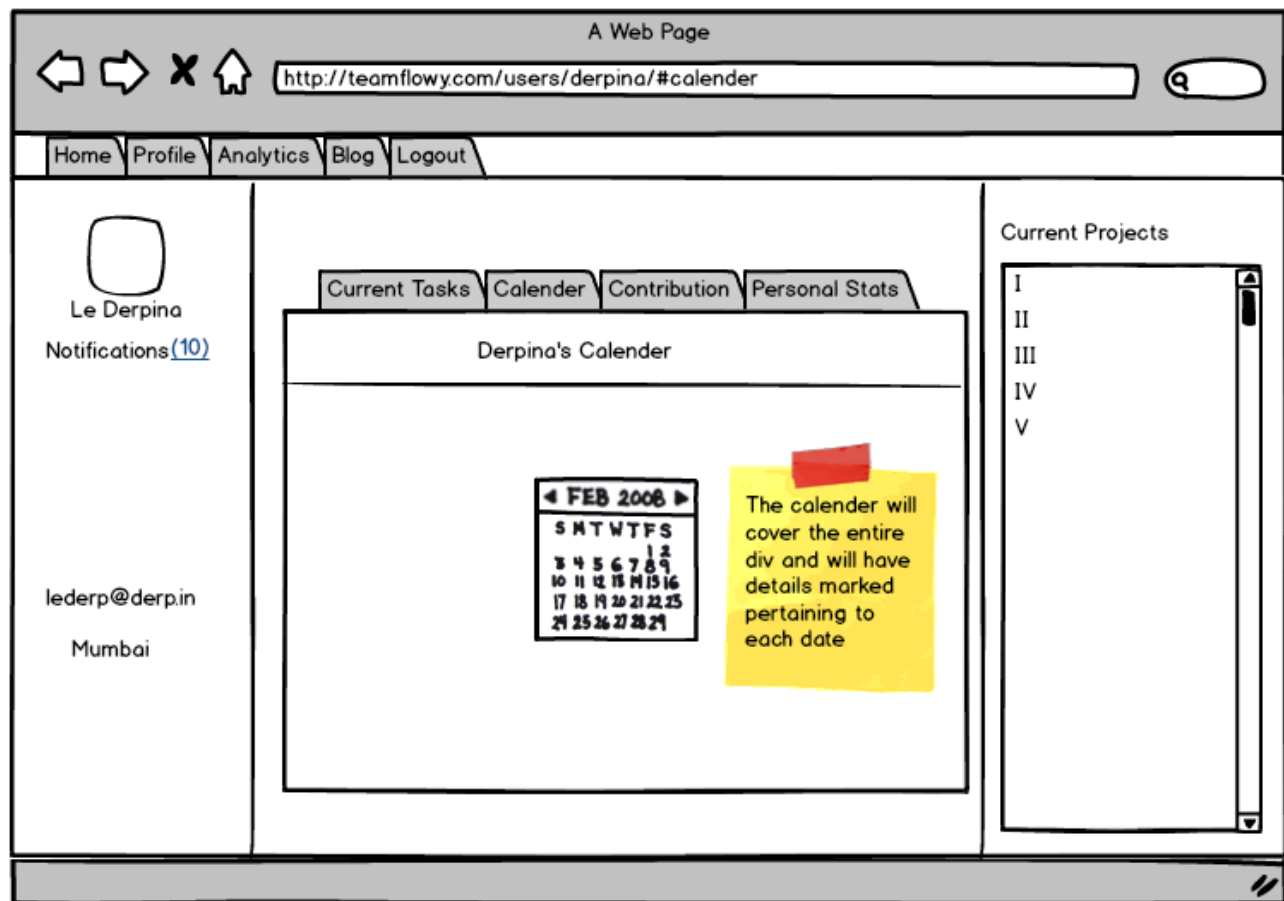 A Web Page
http://teamflowy.com/users/derpina/#calender
Home Profile Analytics Blog Logout
Le Derpina
Notifications(10)
lederp@derp.in
Mumbai
Current Tasks Calender Contribution Personal Stats
Derpina's Calender
FEB 2008
S M T W T F S
1 2
3 4 5 6 7 8 9
10 11 12 13 14 15 16
17 18 19 20 21 22 23
24 25 26 27 28 29
The calender will
cover the entire
div and will have
details marked
pertaining to
each date
Current Projects
I
II
III
IV
V